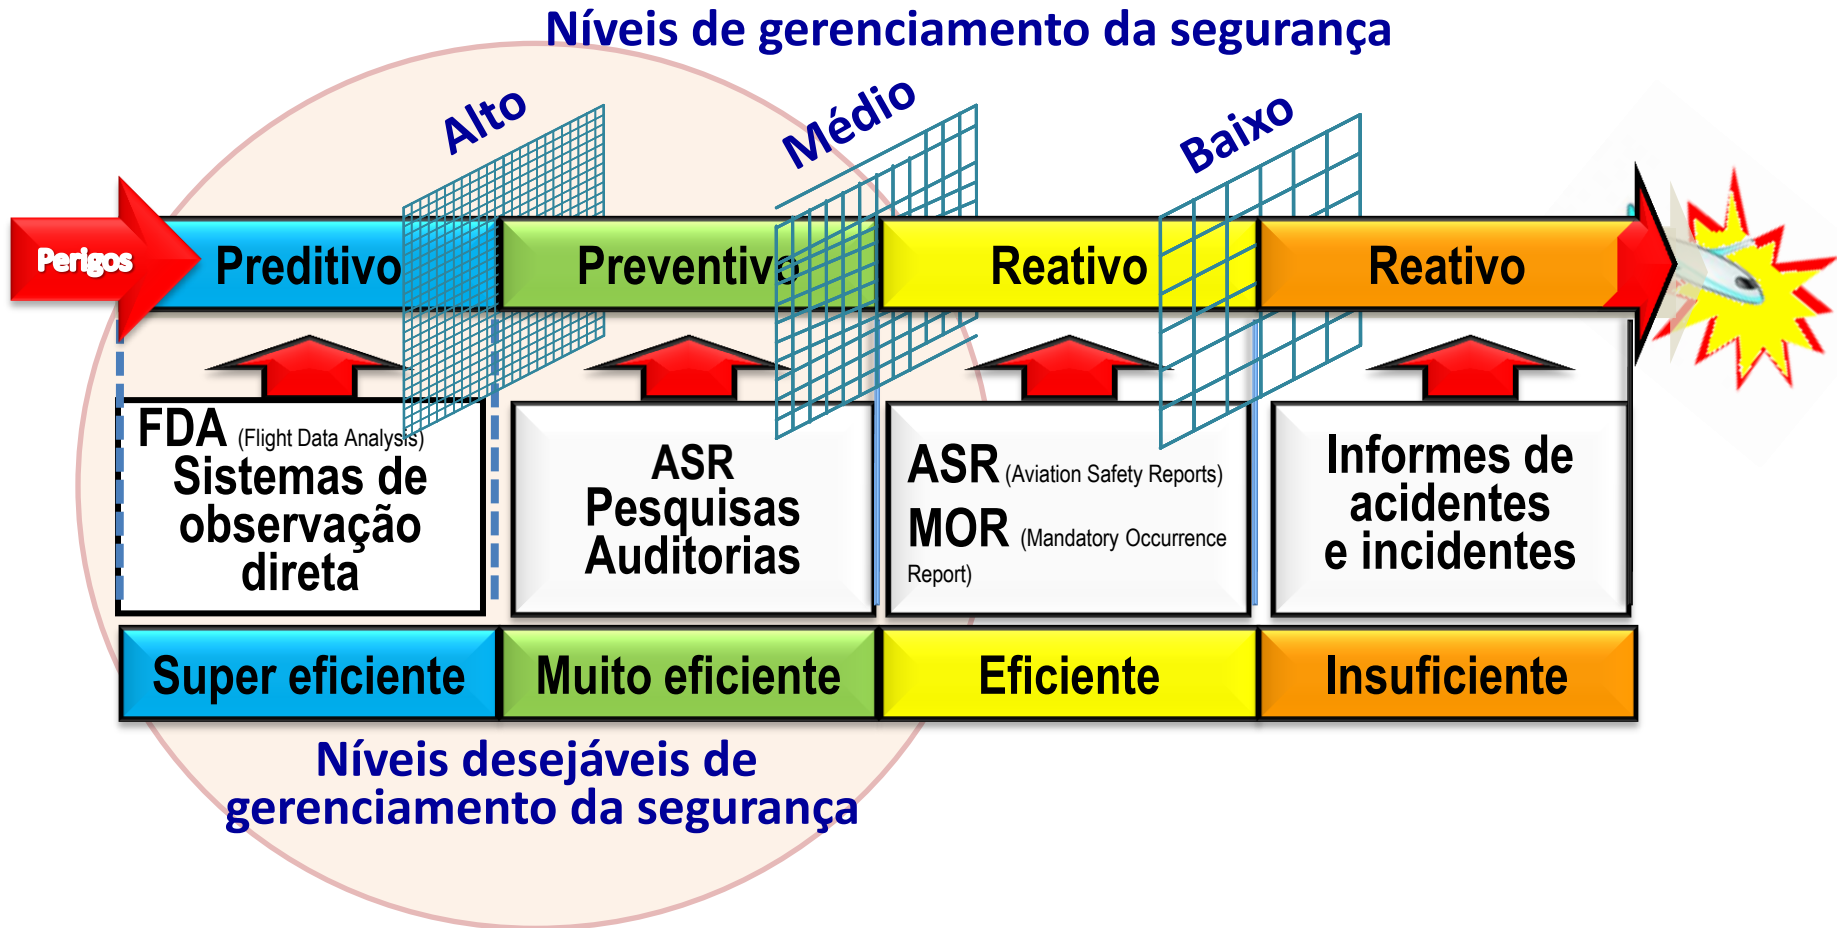 Níveis de gerenciamento da segurança
Alto
Médio
Baixo
Perigos
Preditivo
Preventivo
Reativo
Reativo
FDA (Flight Data Analysis)
Sistemas de
observação
direta
ASR
Pesquisas
Auditorias
ASR (Aviation Safety Reports)
MOR (Mandatory Occurrence
Report)
Informes de
acidentes
e incidentes
Super eficiente
Muito eficiente
Eficiente
Insuficiente
Níveis desejáveis de
gerenciamento da segurança